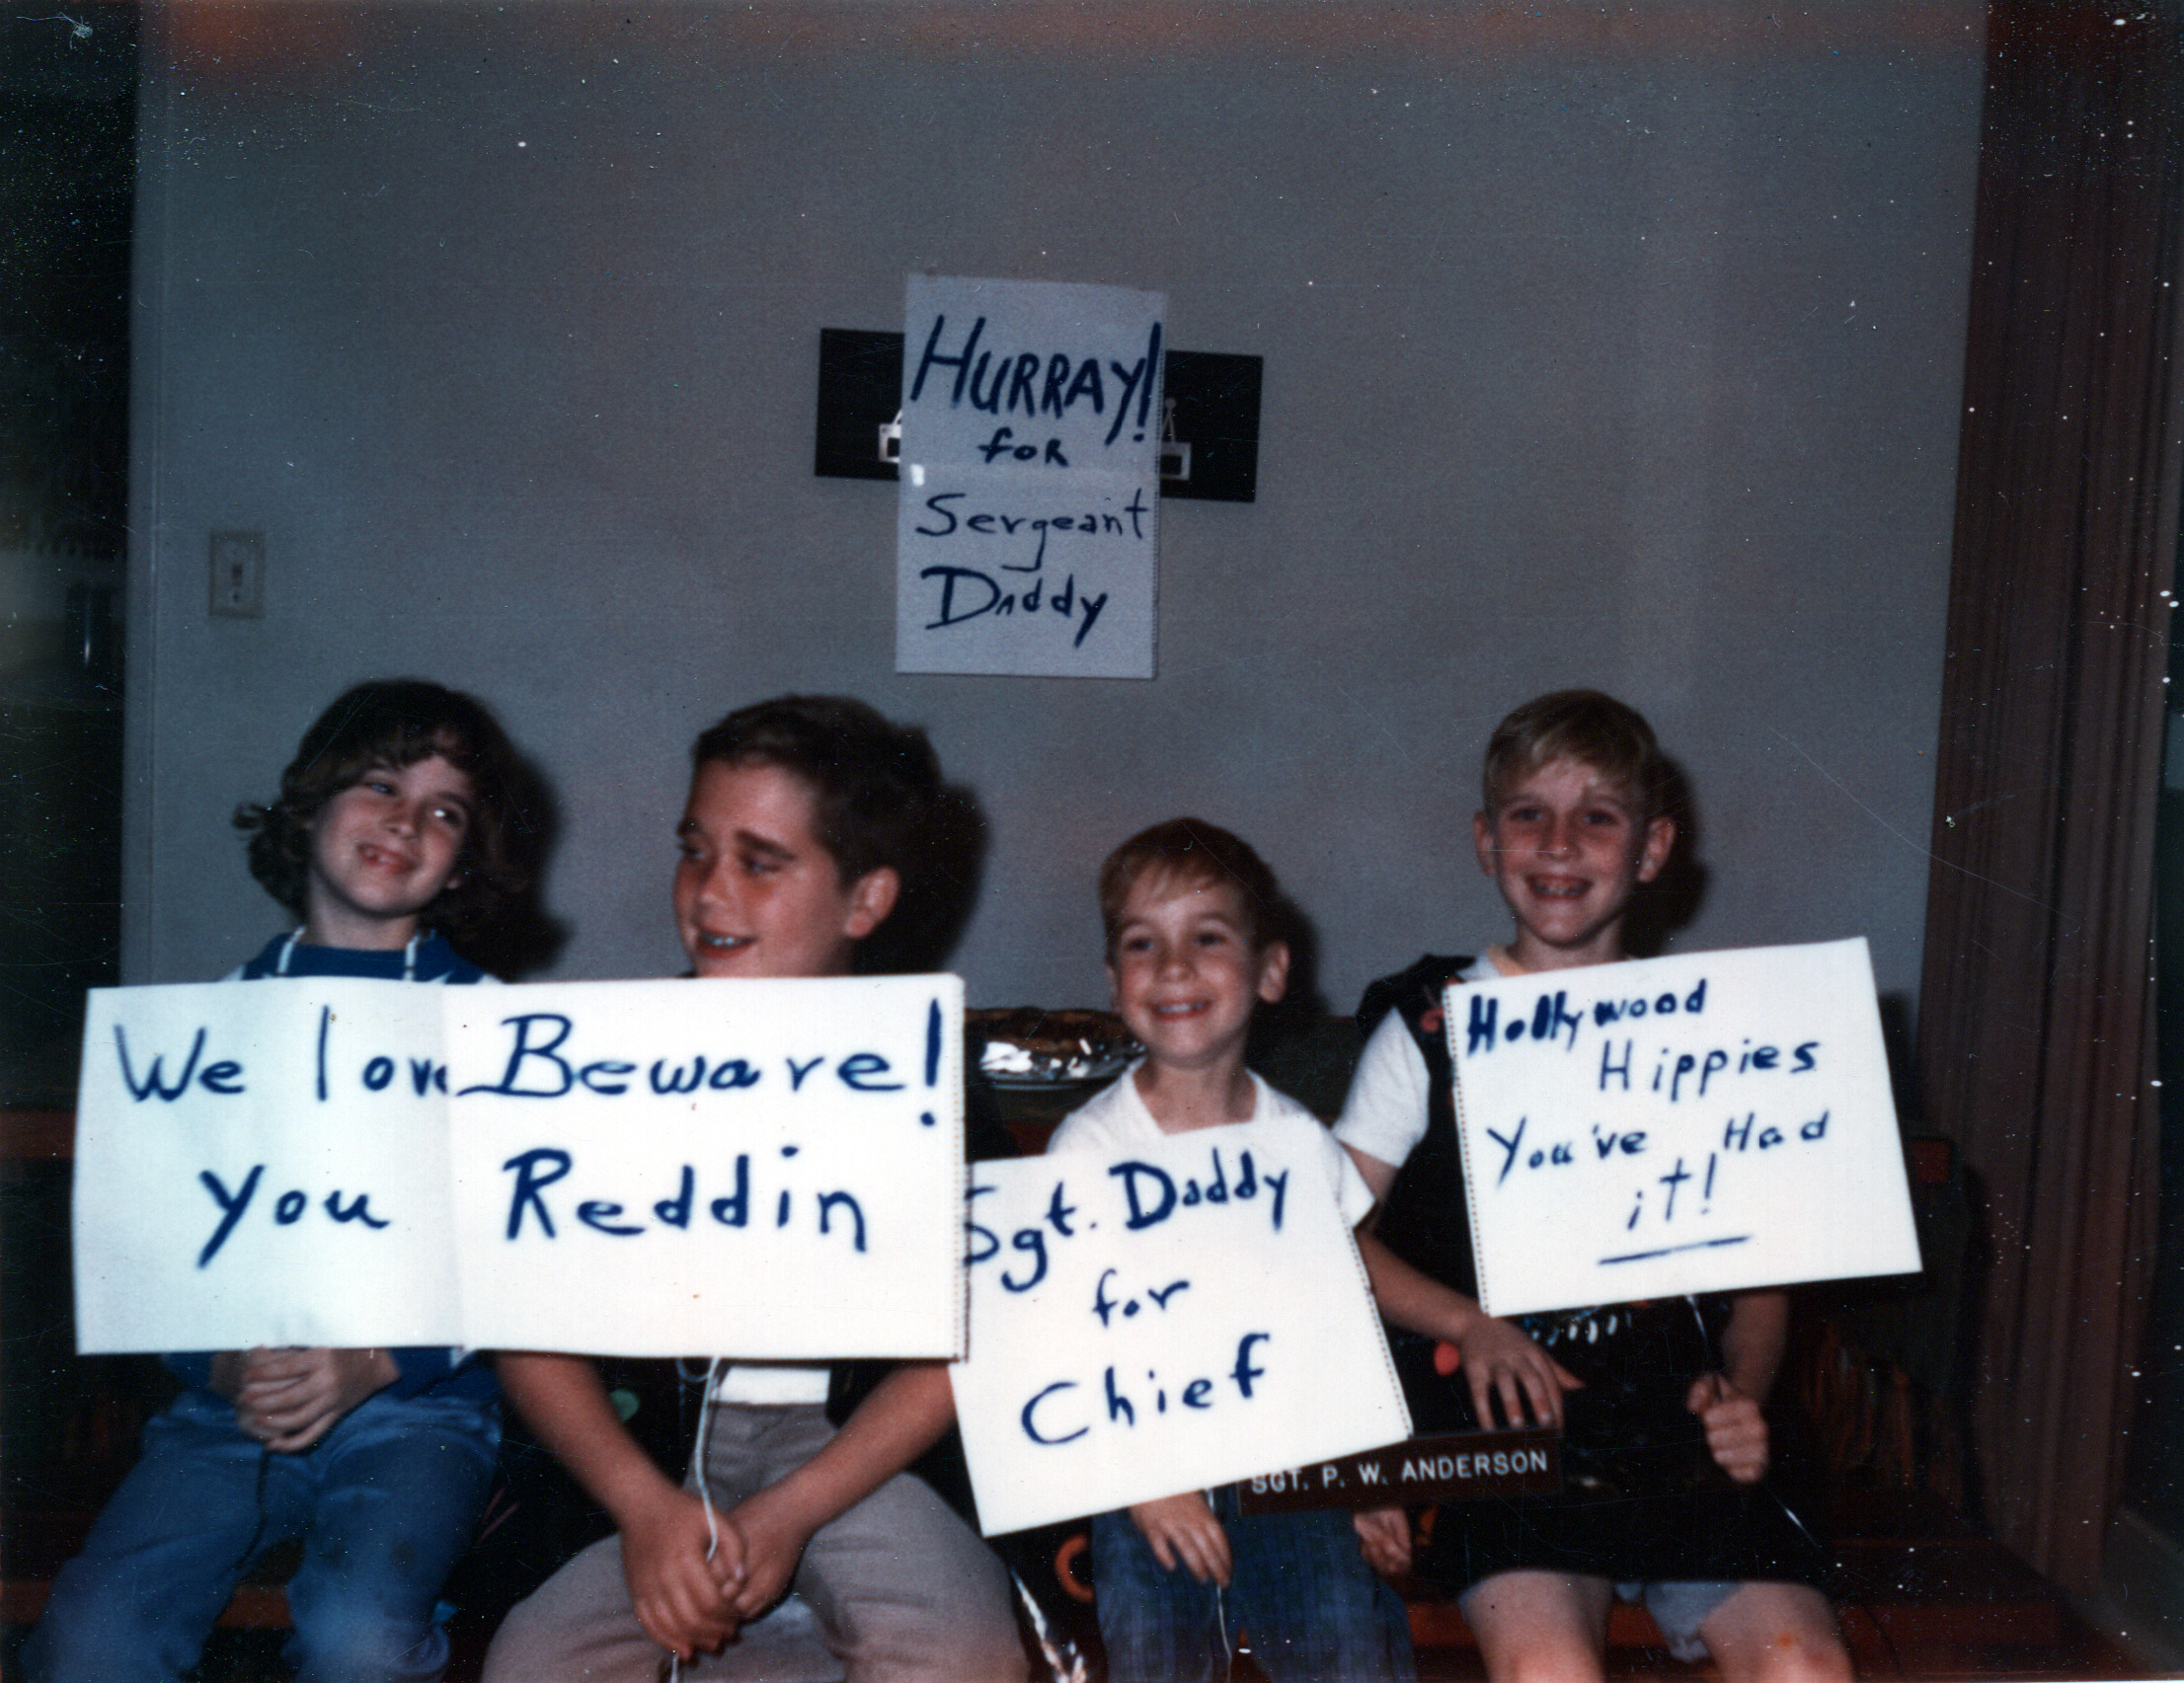 HURRAY!
for
Sergeant
Daddy
We love
you
Beware!
Reddin
Sgt. Daddy
for
Chief
Hollywood
Hippies
You've Had
it!
SGT. P. W. ANDERSON